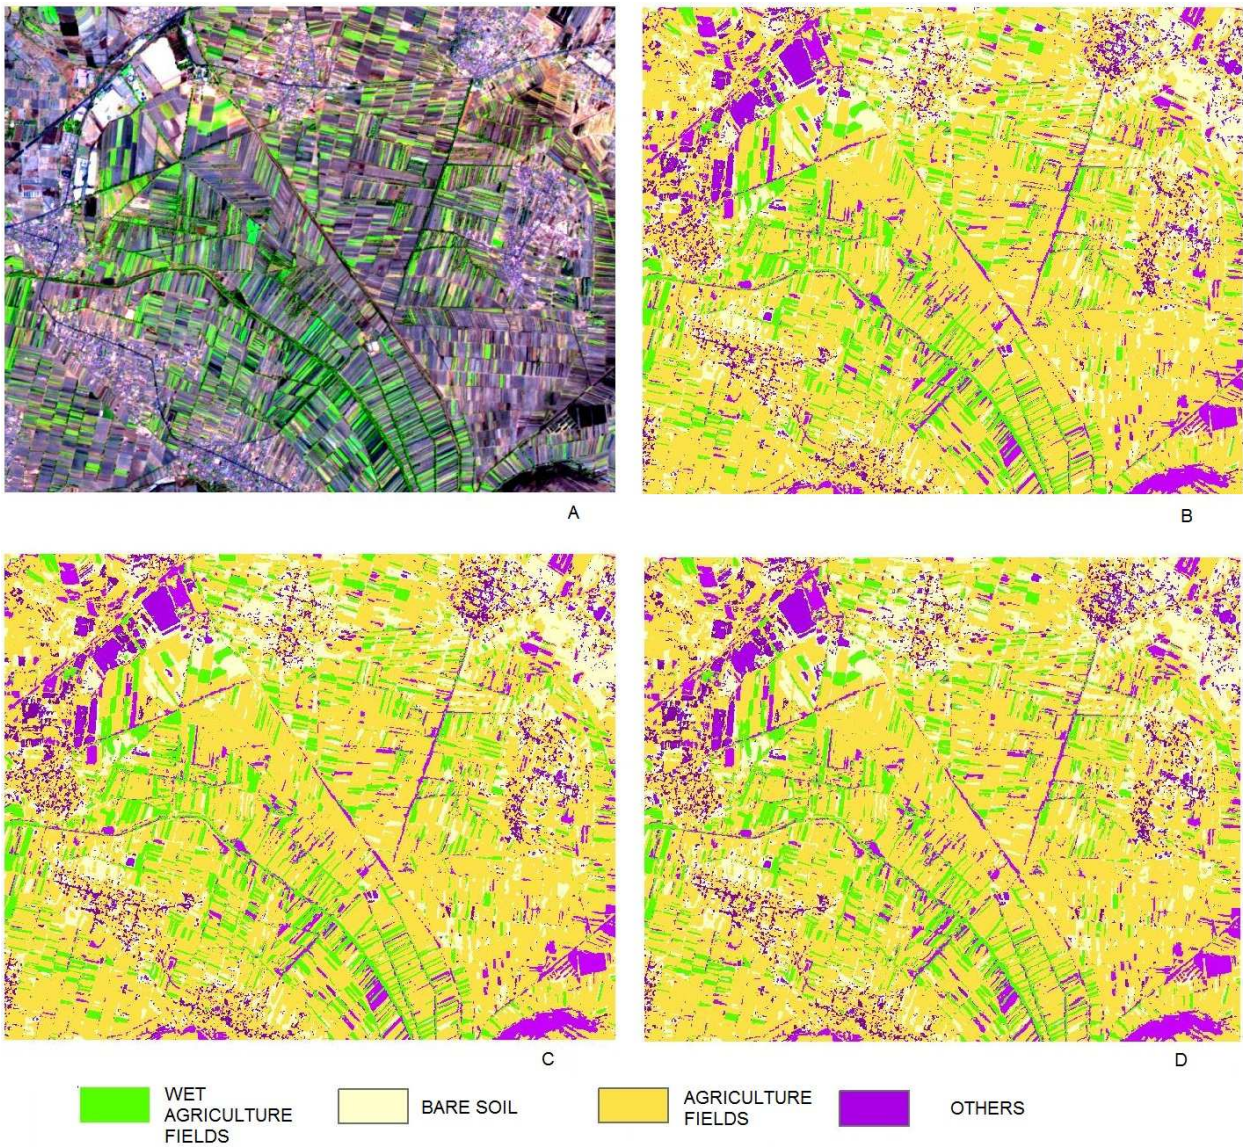 A
B
C
D
WET
AGRICULTURE
FIELDS
BARE SOIL
AGRICULTURE
FIELDS
OTHERS